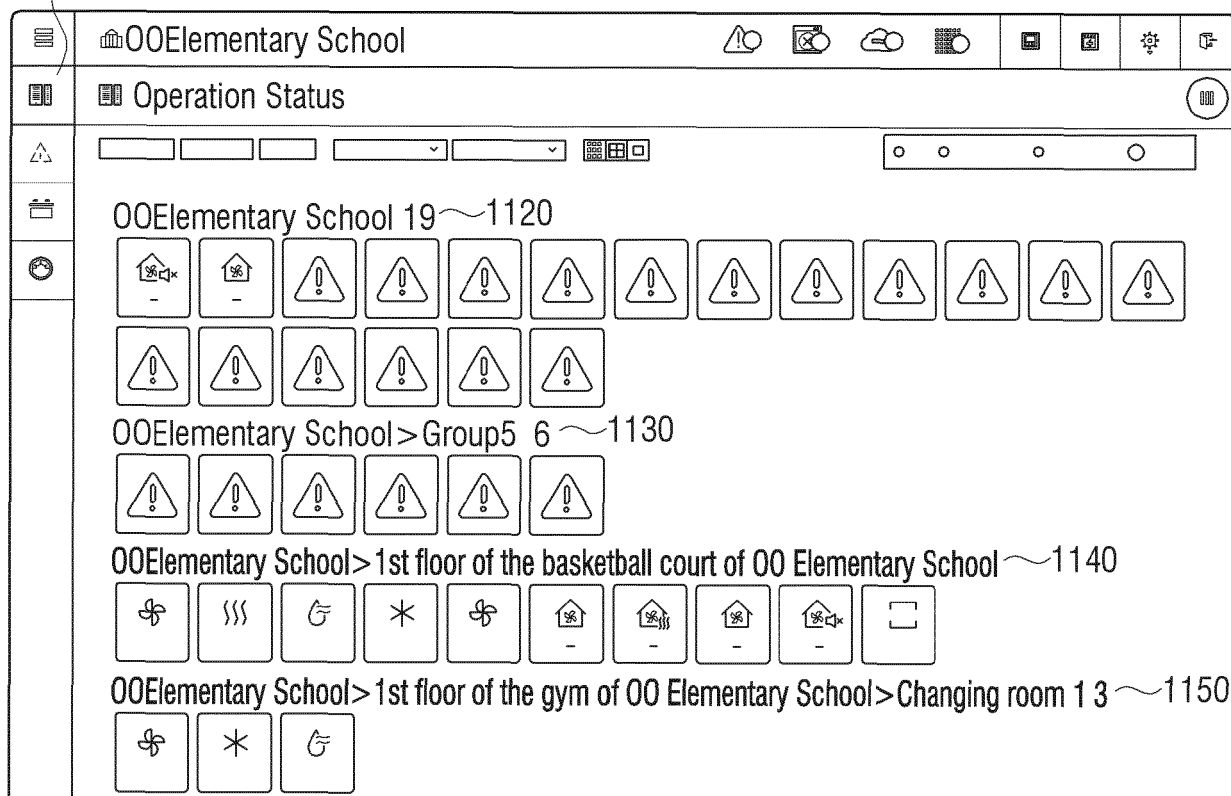 OOElementary School
Operation Status
OOElementary School 19 1120
OOElementary School>Group5 6 1130
OOElementary School>1st floor of the basketball court of OO Elementary School 1140
OOElementary School>1st floor of the gym of OO Elementary School>Changing room 1 3 1150